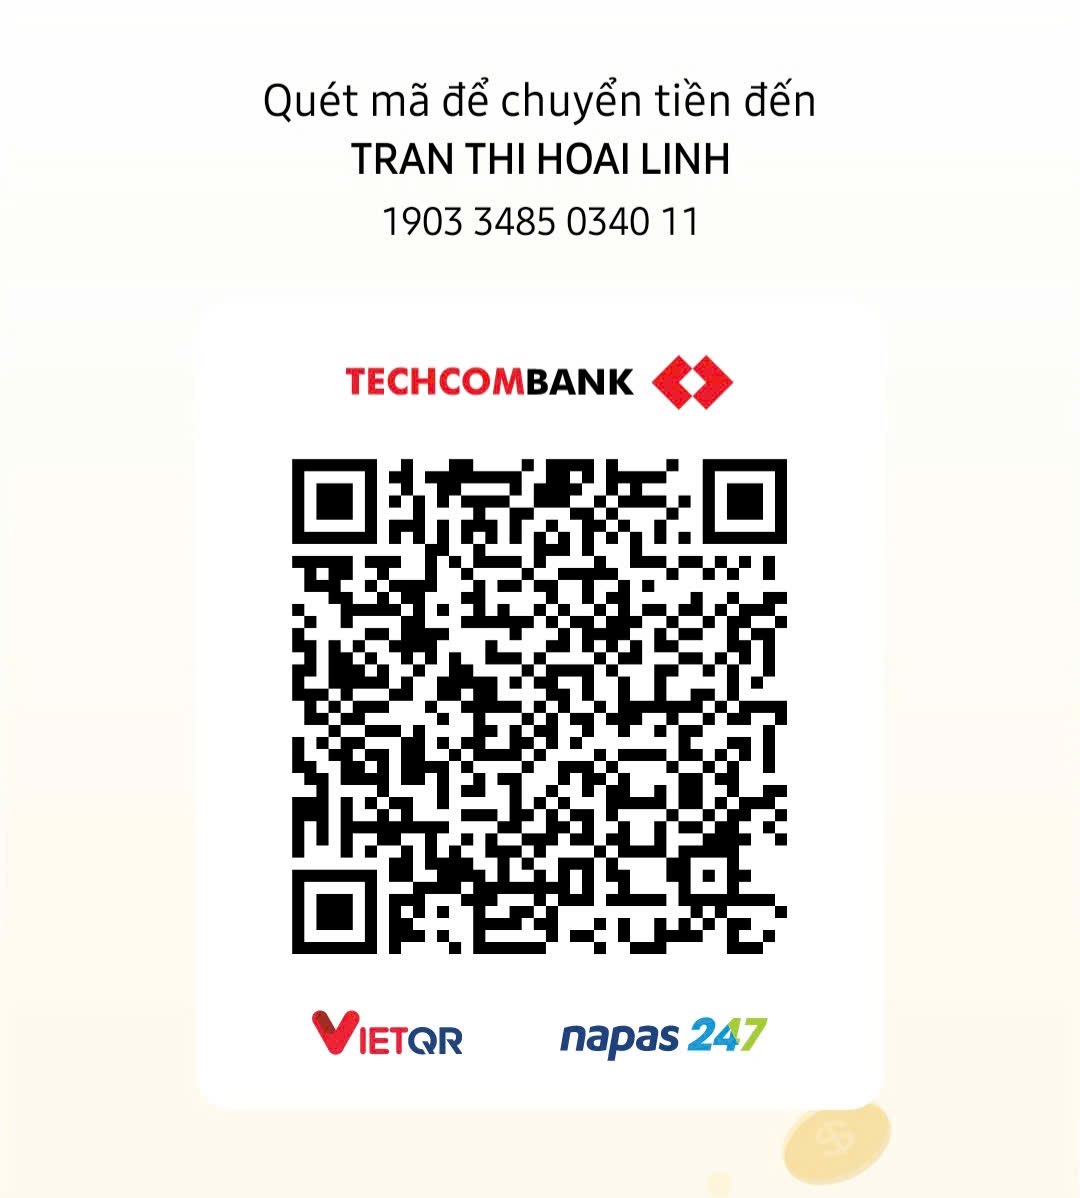 Quét mã để chuyển tiền đến
TRAN THI HOAI LINH
1903 3485 0340 11
TECHCOMBANK
VIETQR
napas 247